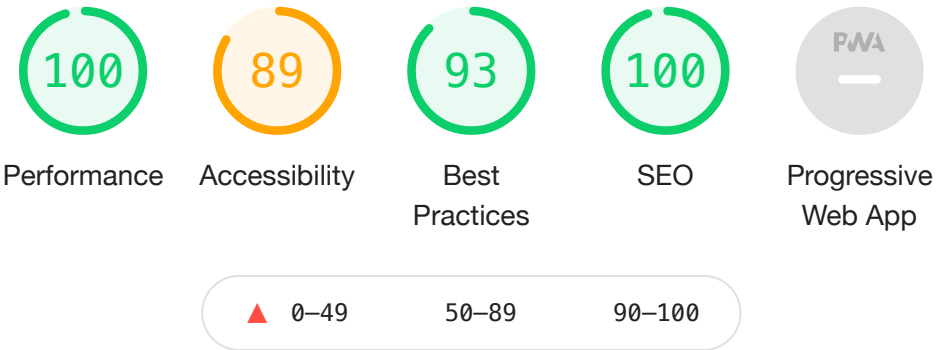 100
89
93
100
PWA
Performance
Accessibility
Best
Practices
SEO
Progressive
Web App
0–49
50–89
90–100